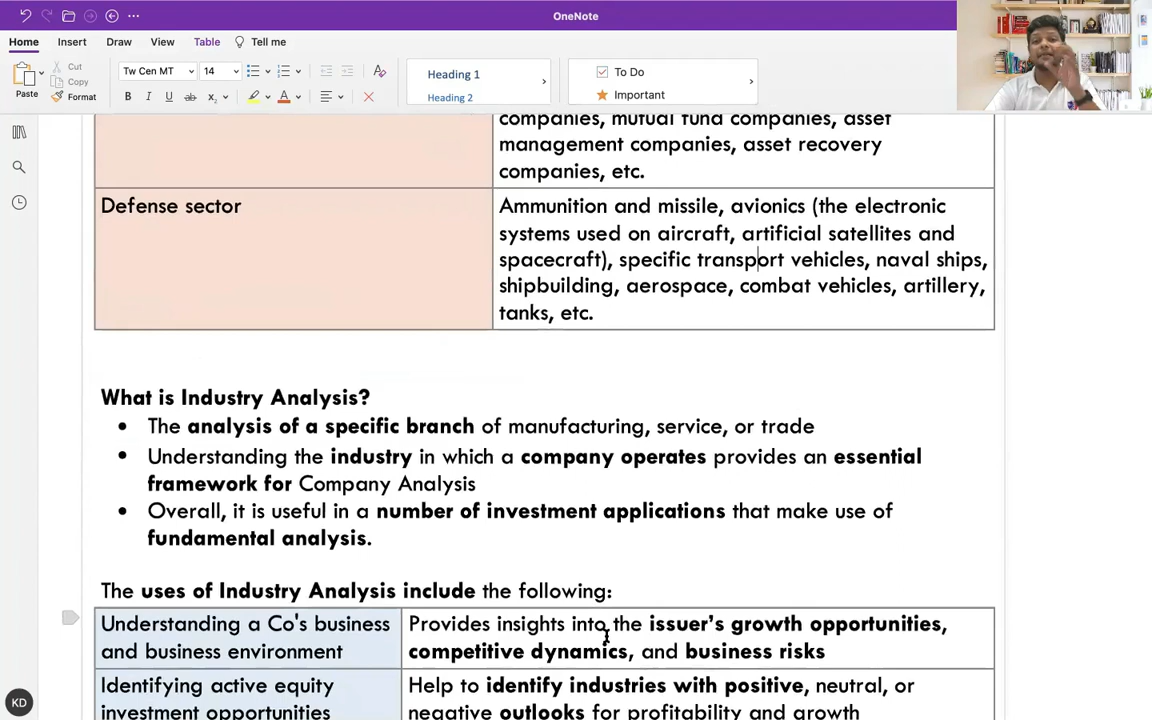 OneNote
Home Insert Draw View Table Tell me
Paste
Cut
Copy
Format
Tw Cen MT 14
B I U ab x₂ A
Heading 1
Heading 2
To Do
Important
companies, mutual fund companies, asset
management companies, asset recovery
companies, etc.
Defense sector
Ammunition and missile, avionics (the electronic
systems used on aircraft, artificial satellites and
spacecraft), specific transport vehicles, naval ships,
shipbuilding, aerospace, combat vehicles, artillery,
tanks, etc.
What is Industry Analysis?
• The analysis of a specific branch of manufacturing, service, or trade
• Understanding the industry in which a company operates provides an essential
framework for Company Analysis
• Overall, it is useful in a number of investment applications that make use of
fundamental analysis.
The uses of Industry Analysis include the following:
Understanding a Co's business
and business environment
Provides insights into the issuer's growth opportunities,
competitive dynamics, and business risks
Identifying active equity
investment opportunities
Help to identify industries with positive, neutral, or
negative outlooks for profitability and growth
KD